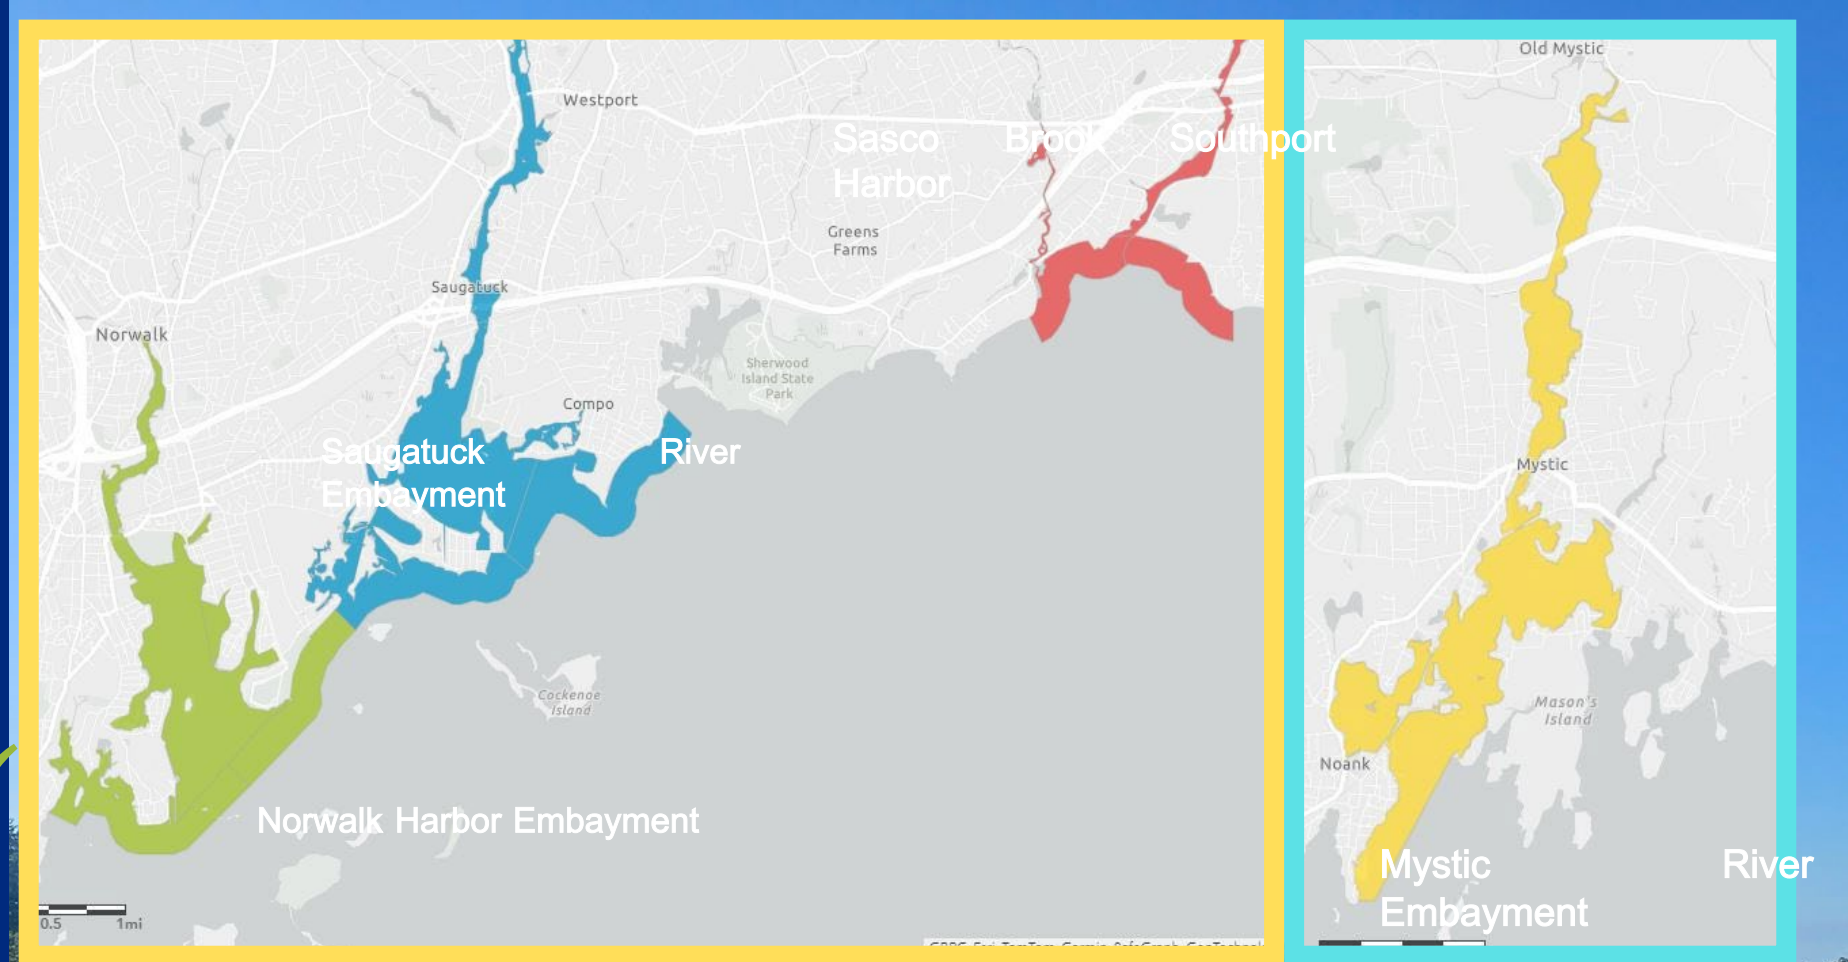 Old Mystic
Westport
Sasco Brook Southport
Harbor
Greens
Farms
Saugatuck
Norwalk
Sherwood
Island State
Park
Compo
Saugatuck River
Embayment
Mystic
Cockenoe
Island
Mason's
Island
Noank
Norwalk Harbor Embayment
Mystic River
Embayment
0.5 1mi